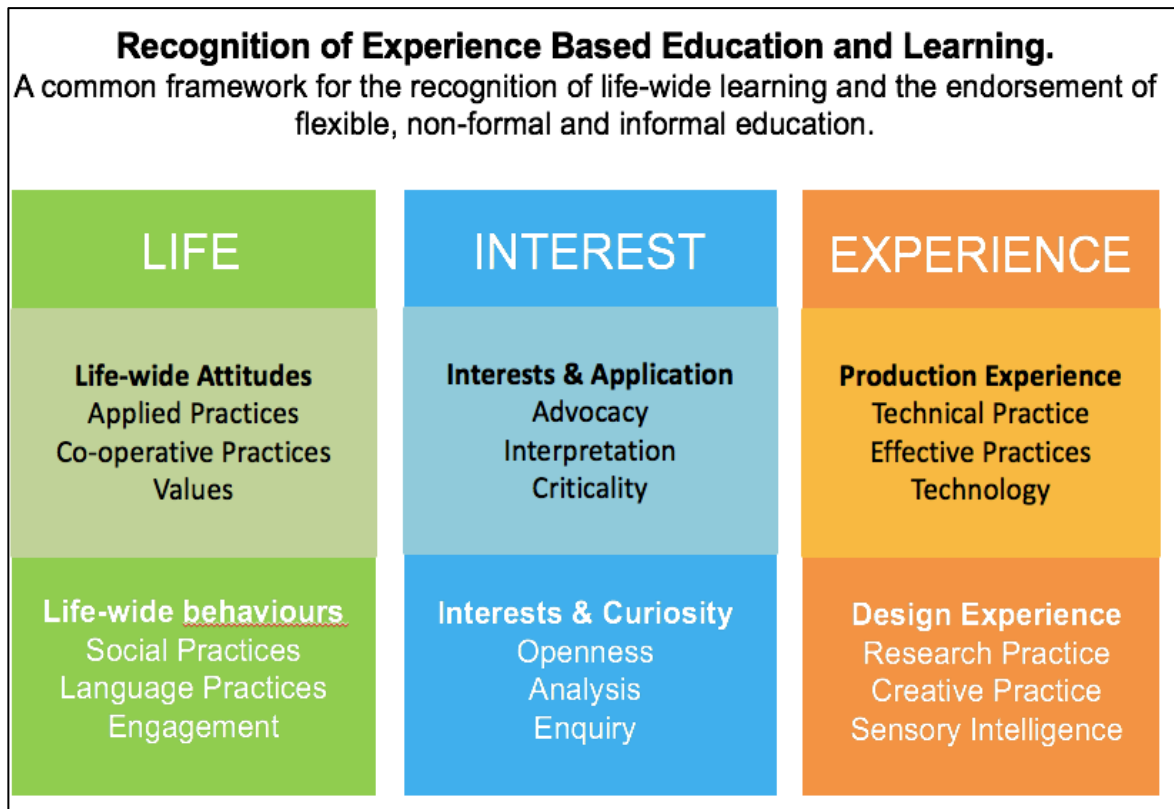 Recognition of Experience Based Education and Learning.
A common framework for the recognition of life-wide learning and the endorsement of
flexible, non-formal and informal education.
LIFE
Life-wide Attitudes
Applied Practices
Co-operative Practices
Values
Life-wide behaviours
Social Practices
Language Practices
Engagement
INTEREST
Interests & Application
Advocacy
Interpretation
Criticality
Interests & Curiosity
Openness
Analysis
Enquiry
EXPERIENCE
Production Experience
Technical Practice
Effective Practices
Technology
Design Experience
Research Practice
Creative Practice
Sensory Intelligence